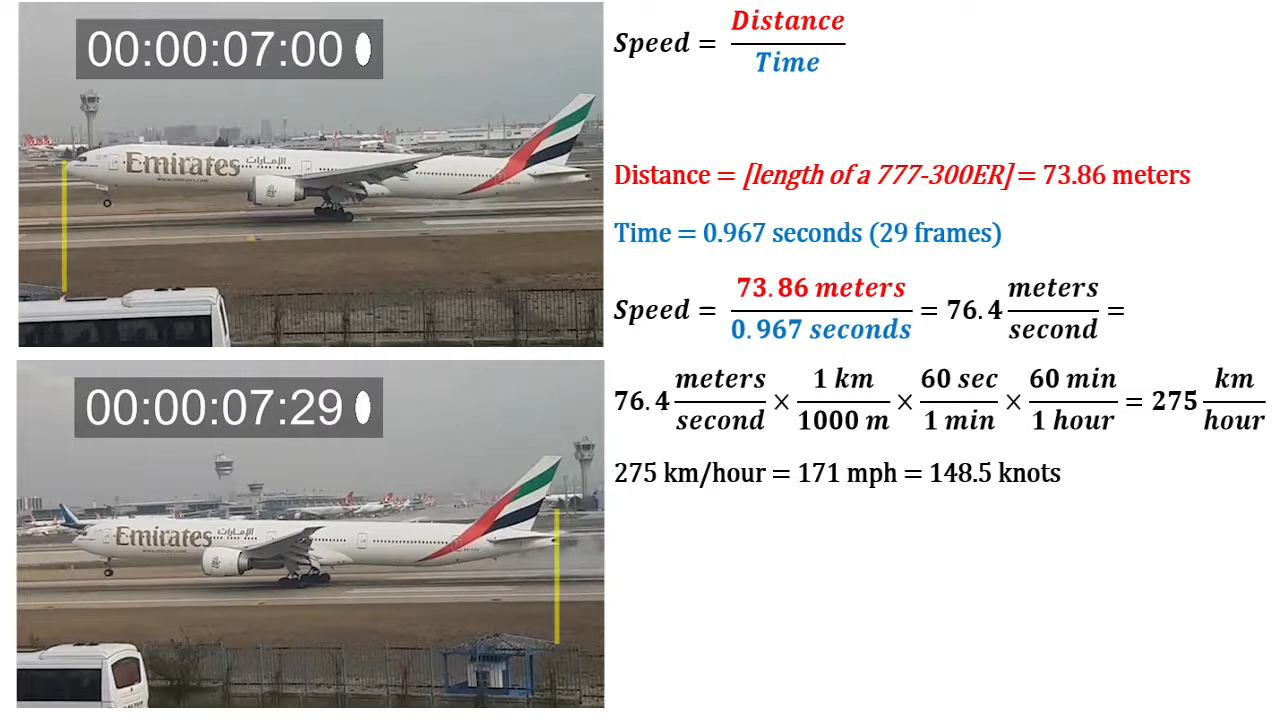 00:00:07:00
Emirates الإمارات
Speed = Distance / Time
Distance = [length of a 777-300ER] = 73.86 meters
Time = 0.967 seconds (29 frames)
Speed = 73.86 meters / 0.967 seconds = 76.4 meters / second =
76.4 meters / second × 1 km / 1000 m × 60 sec / 1 min × 60 min / 1 hour = 275 km / hour
275 km/hour = 171 mph = 148.5 knots
00:00:07:29
Emirates الإمارات